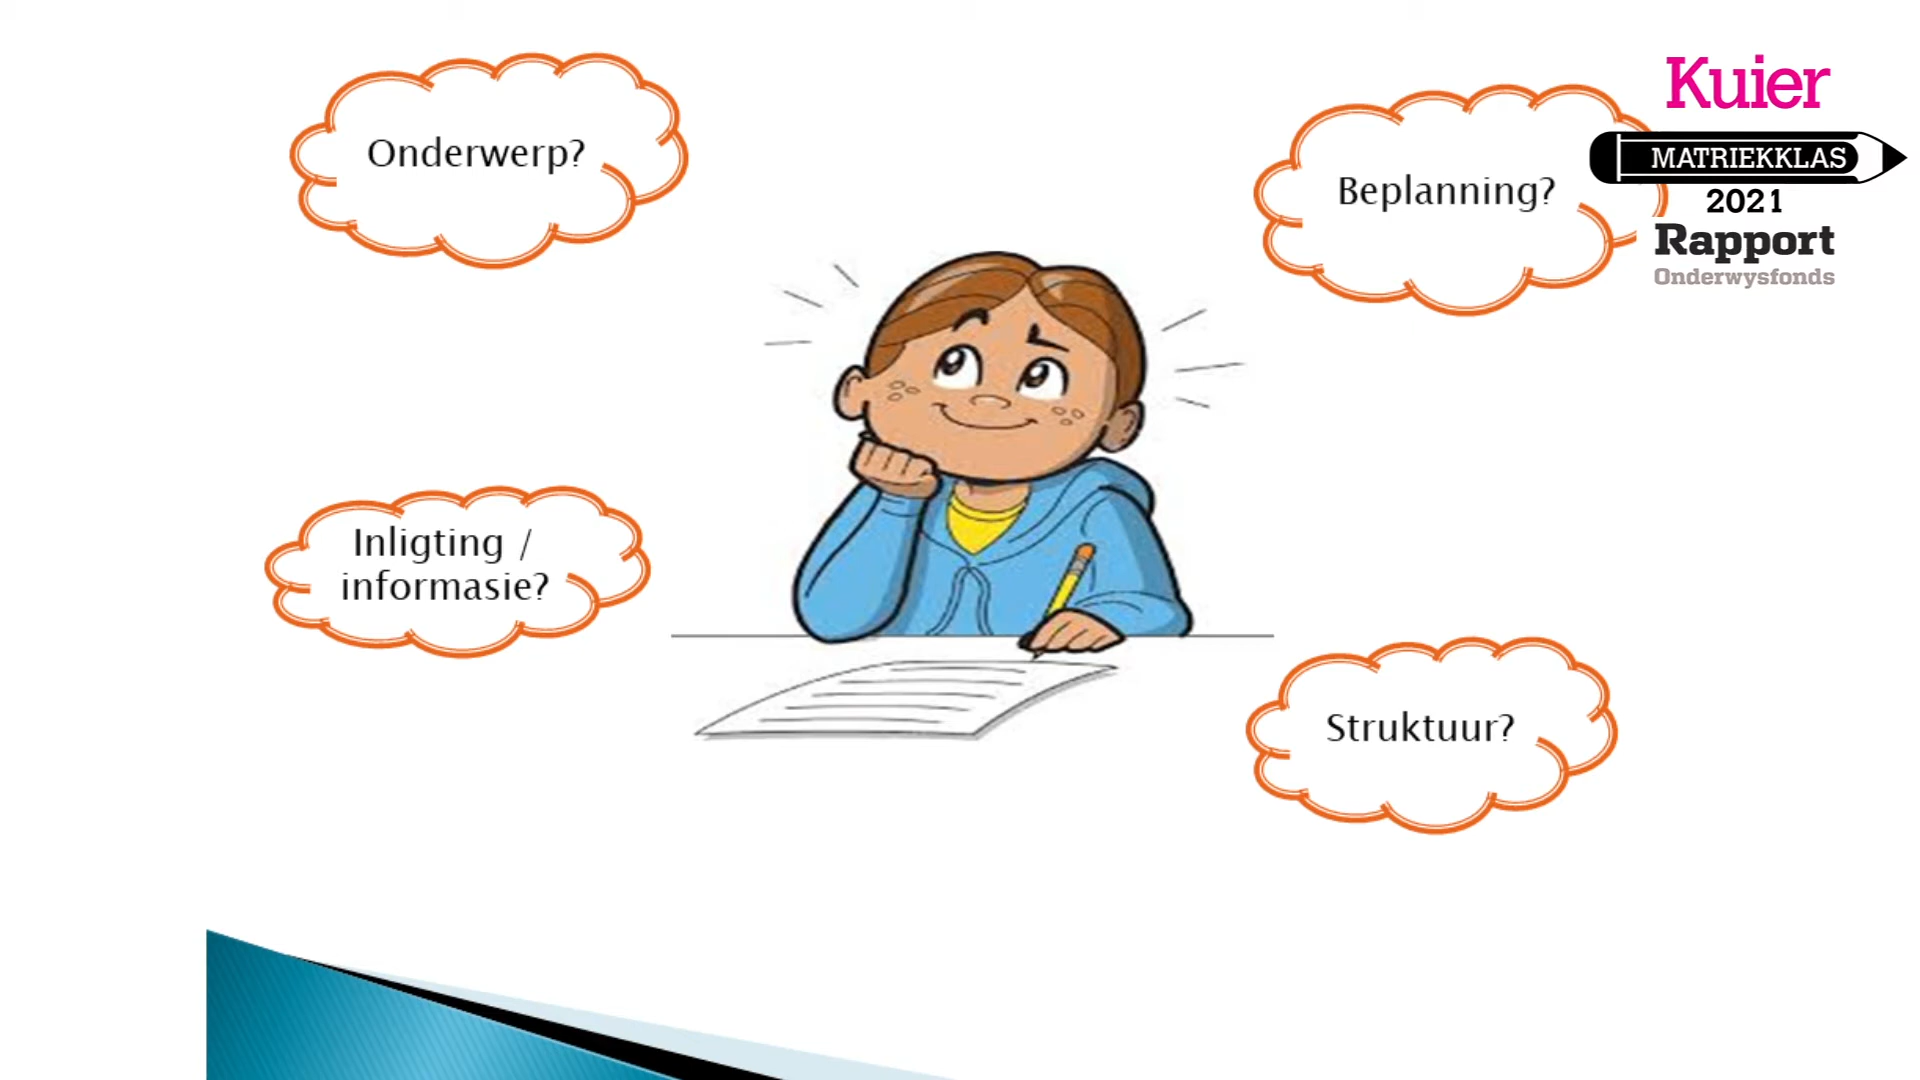 Onderwerp?
Beplanning?
Kuier
MATRIEKKLAS
2021
Rapport
Onderwysfonds
Inligting /
informasie?
Struktuur?